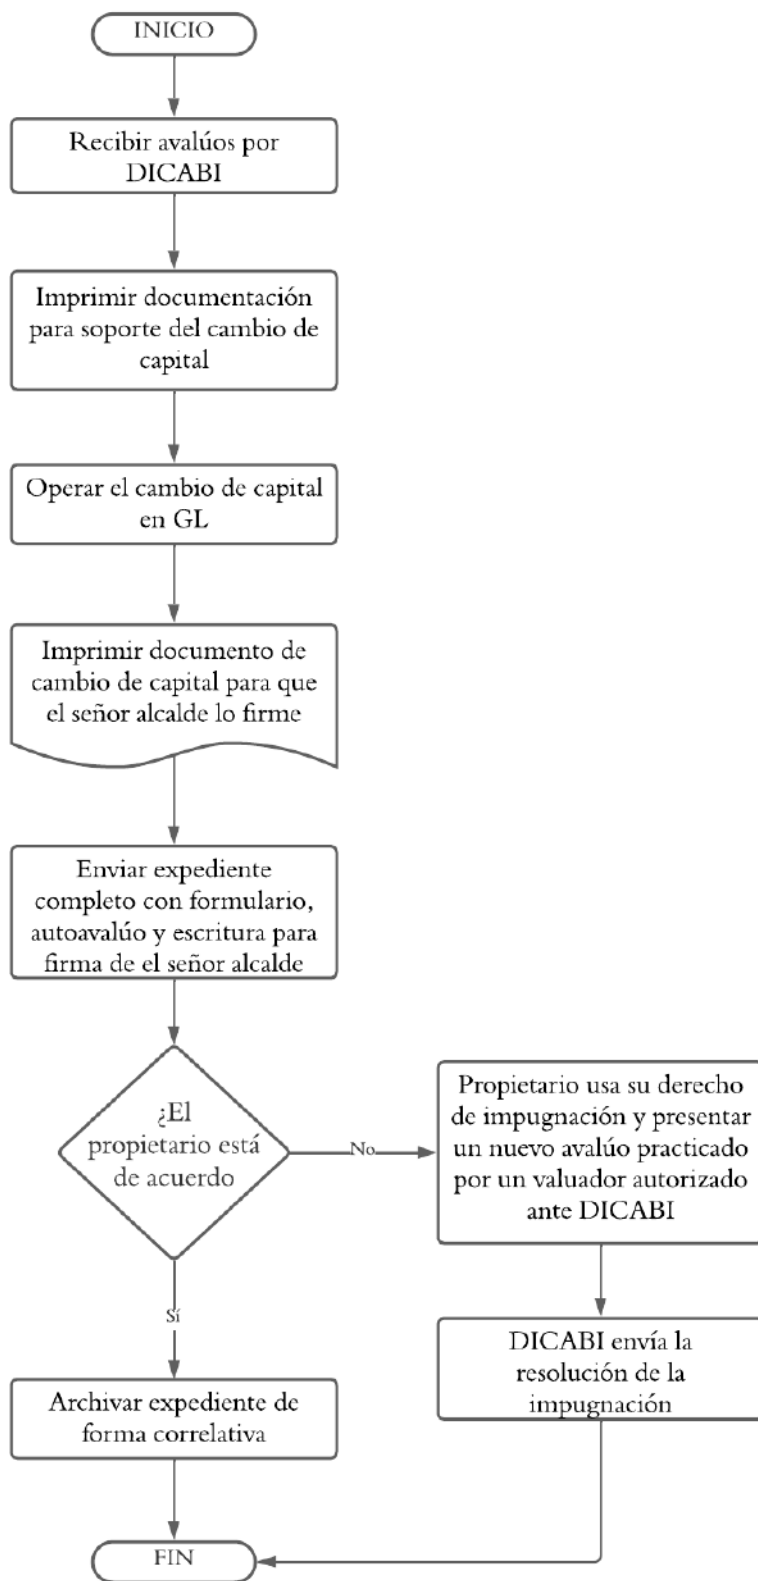 INICIO
Recibir avalúos por
DICABI
Imprimir documentación
para soporte del cambio de
capital
Operar el cambio de capital
en GL
Imprimir documento de
cambio de capital para que
el señor alcalde lo firme
Enviar expediente
completo con formulario,
autoavalúo y escritura para
firma de el señor alcalde
¿El
propietario está
de acuerdo
No
Propietario usa su derecho
de impugnación y presentar
un nuevo avalúo practicado
por un valuador autorizado
ante DICABI
Sí
DICABI envía la
resolución de la
impugnación
Archivar expediente de
forma correlativa
FIN